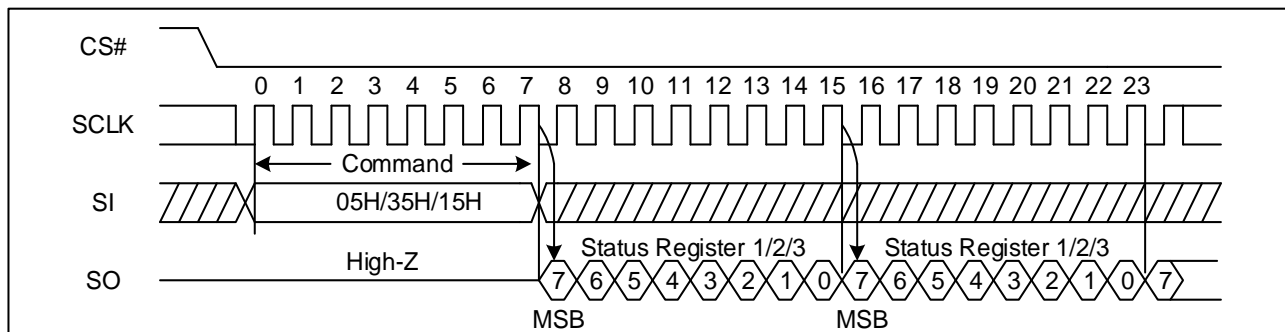 CS#
0 1 2 3 4 5 6 7 8 9 10 11 12 13 14 15 16 17 18 19 20 21 22 23
SCLK
Command
SI
05H/35H/15H
High-Z
Status Register 1/2/3
Status Register 1/2/3
SO
7 6 5 4 3 2 1 0 7 6 5 4 3 2 1 0 7
MSB
MSB